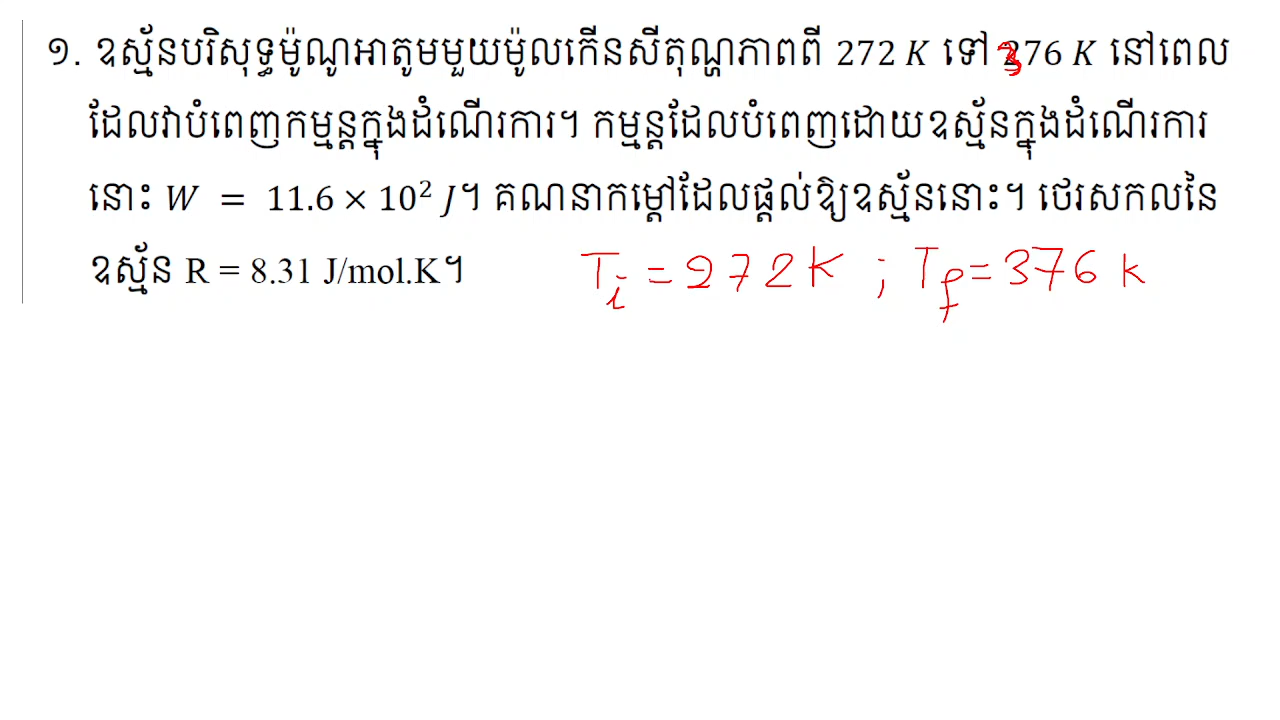 ១. ឧស្ម័នបរិសុទ្ធម៉ូណូអាតូមមួយម៉ូលកើនសីតុណ្ហភាពពី 272 K ទៅ 376 K នៅពេល
ដែលវាបំពេញកម្មន្តក្នុងដំណើរការ។ កម្មន្តដែលបំពេញដោយឧស្ម័នក្នុងដំណើរការ
នោះ W = 11.6 × 10² J។ គណនាកម្ដៅដែលផ្ដល់ឱ្យឧស្ម័ននោះ។ ថេរសកលនៃ
ឧស្ម័ន R = 8.31 J/mol.K។ Ti = 272 K ; Tf = 376 K